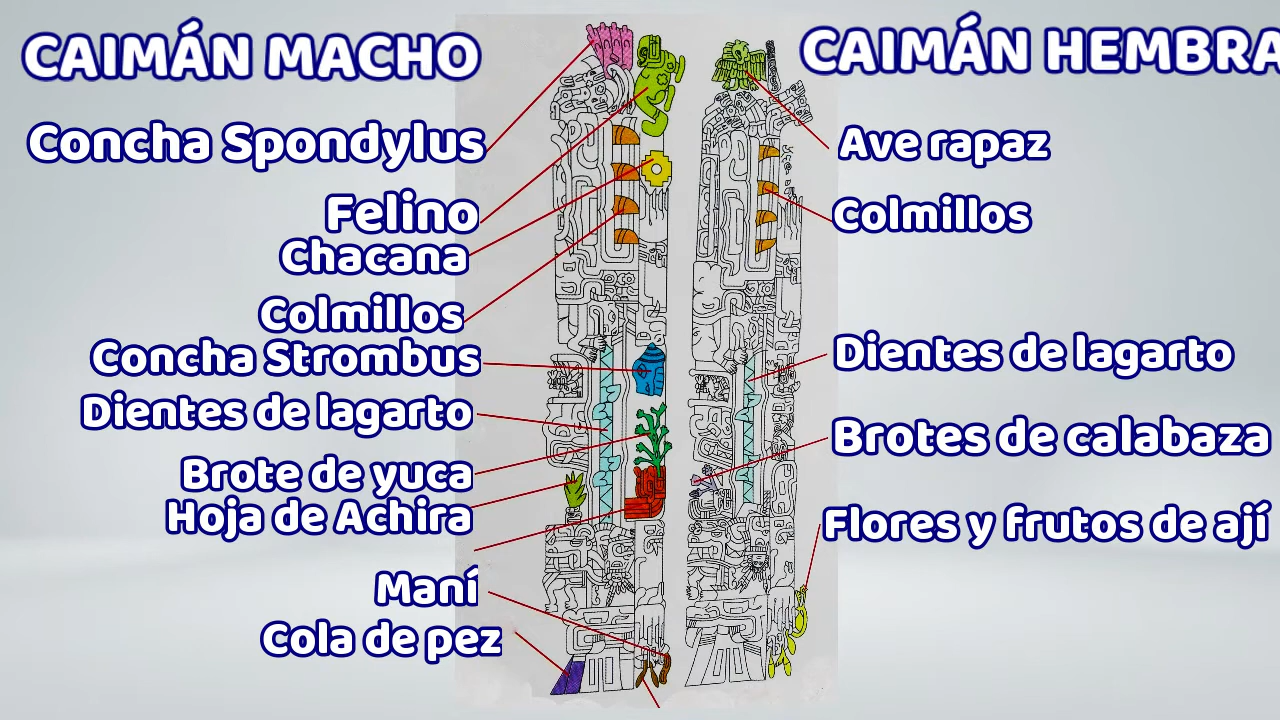 CAIMÁN MACHO
Concha Spondylus
Felino
Chacana
Colmillos
Concha Strombus
Dientes de lagarto
Brote de yuca
Hoja de Achira
Maní
Cola de pez
CAIMÁN HEMBRA
Ave rapaz
Colmillos
Dientes de lagarto
Brotes de calabaza
Flores y frutos de ají